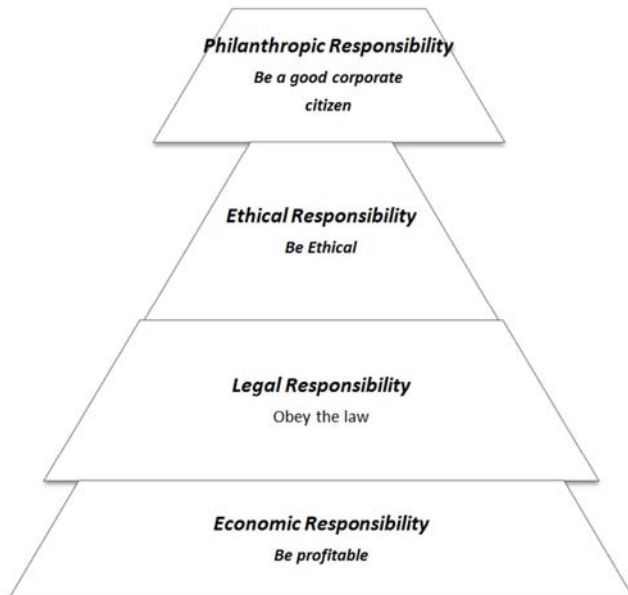 Philanthropic Responsibility
Be a good corporate
citizen
Ethical Responsibility
Be Ethical
Legal Responsibility
Obey the law
Economic Responsibility
Be profitable